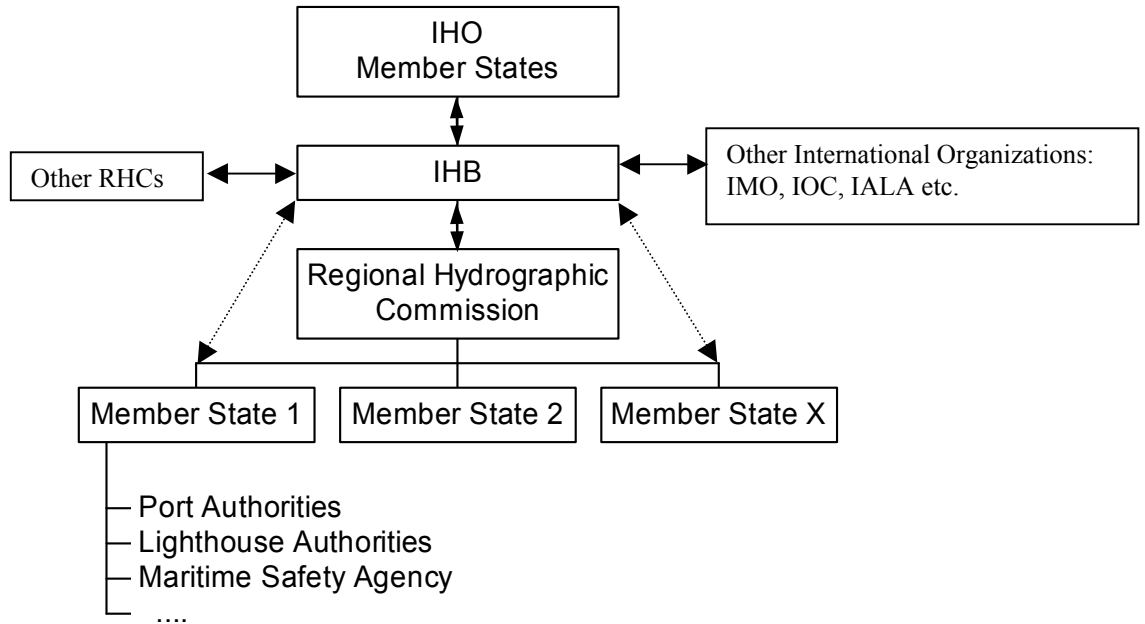 IHO
Member States
Other RHCs
IHB
Other International Organizations:
IMO, IOC, IALA etc.
Regional Hydrographic
Commission
Member State 1
Member State 2
Member State X
Port Authorities
Lighthouse Authorities
Maritime Safety Agency
....